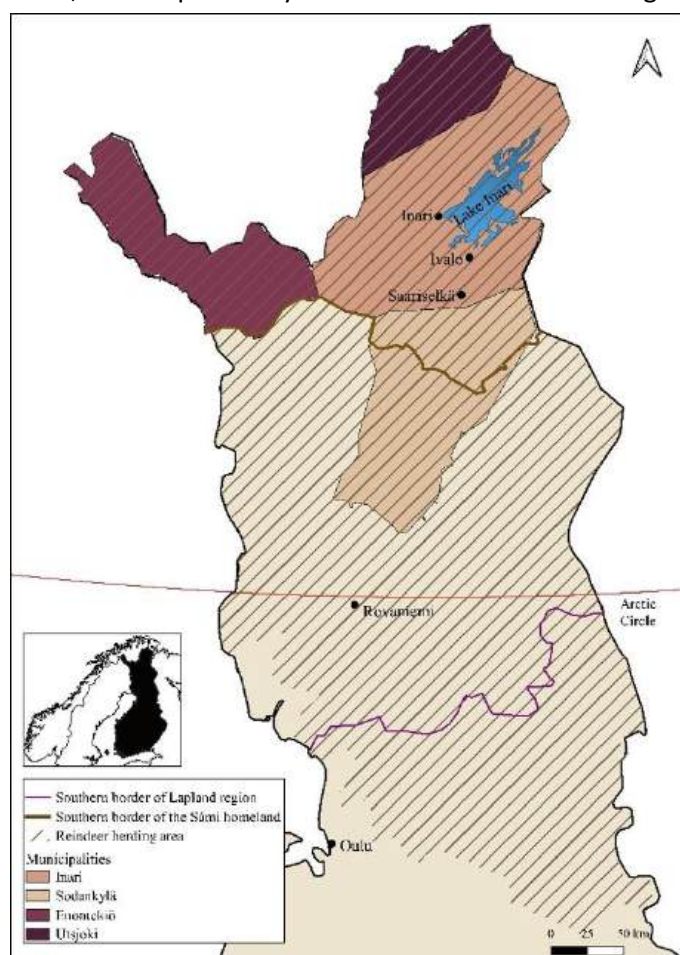 Inari
Lake Inari
Ivalo
Saariselkä
Rovaniemi
Arctic
Circle
Southern border of Lapland region
Southern border of the Sámi homeland
Reindeer herding area
Oulu
Municipalities
Inari
Sodankylä
Enontekiö
Utsjoki
0 25 50 km